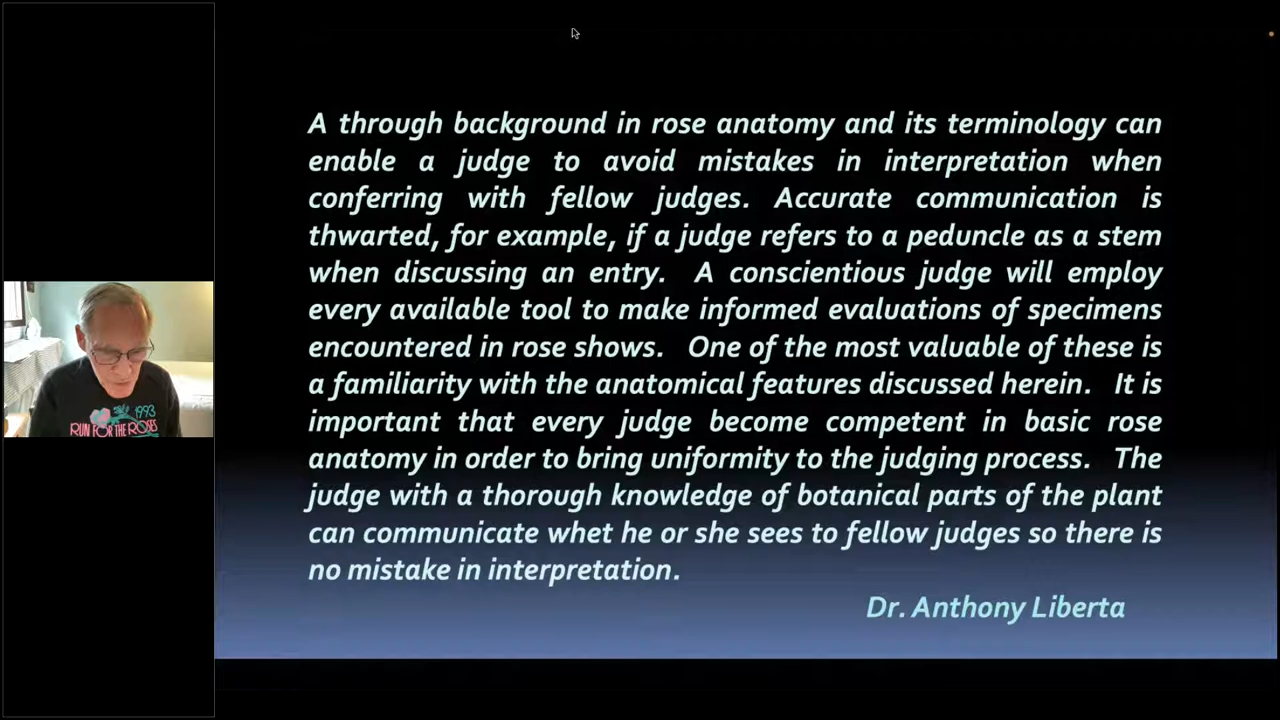 A through background in rose anatomy and its terminology can
enable a judge to avoid mistakes in interpretation when
conferring with fellow judges. Accurate communication is
thwarted, for example, if a judge refers to a peduncle as a stem
when discussing an entry. A conscientious judge will employ
every available tool to make informed evaluations of specimens
encountered in rose shows. One of the most valuable of these is
a familiarity with the anatomical features discussed herein. It is
important that every judge become competent in basic rose
anatomy in order to bring uniformity to the judging process. The
judge with a thorough knowledge of botanical parts of the plant
can communicate whet he or she sees to fellow judges so there is
no mistake in interpretation.
Dr. Anthony Liberta
1993
RUN FOR THE ROSES